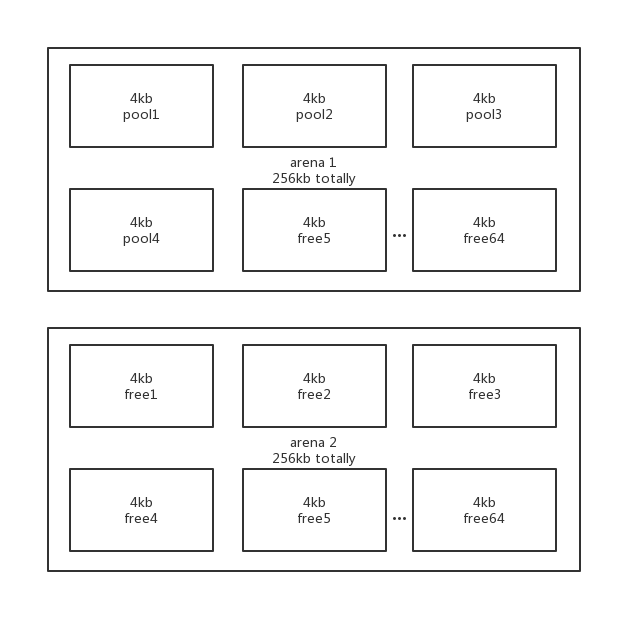 4kb
pool1
4kb
pool2
4kb
pool3
arena 1
256kb totally
4kb
pool4
4kb
free5
...
4kb
free64
4kb
free1
4kb
free2
4kb
free3
arena 2
256kb totally
4kb
free4
4kb
free5
...
4kb
free64